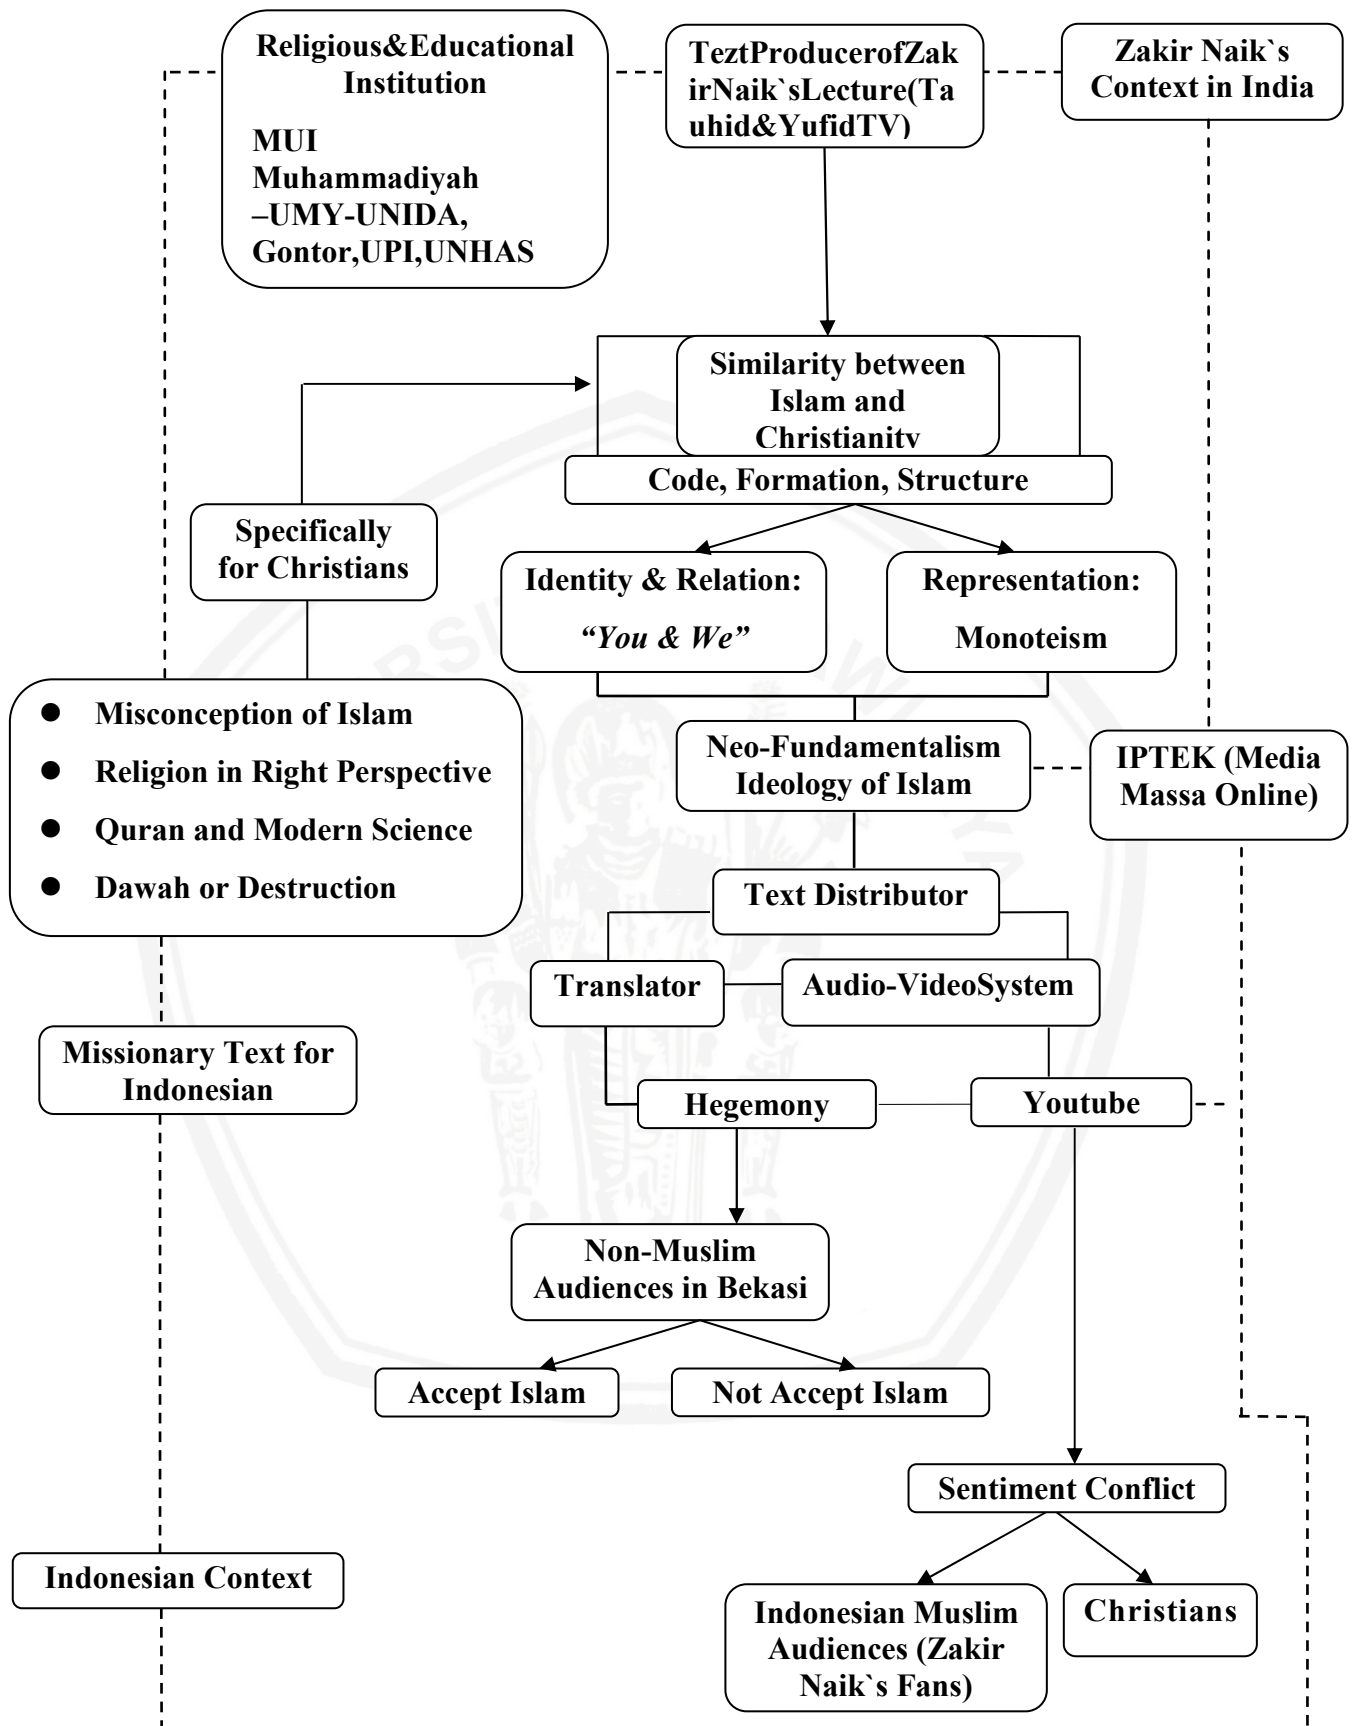 Religious&Educational
Institution
MUI
Muhammadiyah
–UMY-UNIDA,
Gontor,UPI,UNHAS
TeztProducerofZak
irNaik`sLecture(Ta
uhid&YufidTV)
Zakir Naik`s
Context in India
Similarity between
Islam and
Christianity
Code, Formation, Structure
Specifically
for Christians
Identity & Relation:
“You & We”
Representation:
Monoteism
● Misconception of Islam
● Religion in Right Perspective
● Quran and Modern Science
● Dawah or Destruction
Neo-Fundamentalism
Ideology of Islam
IPTEK (Media
Massa Online)
Text Distributor
Translator
Audio-VideoSystem
Missionary Text for
Indonesian
Hegemony
Youtube
Non-Muslim
Audiences in Bekasi
Accept Islam
Not Accept Islam
Sentiment Conflict
Indonesian Context
Indonesian Muslim
Audiences (Zakir
Naik`s Fans)
Christians